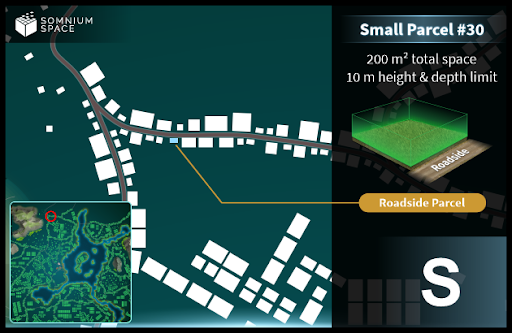 SOMNIUM
SPACE
Small Parcel #30
200 m² total space
10 m height & depth limit
Roadside
Roadside Parcel
S